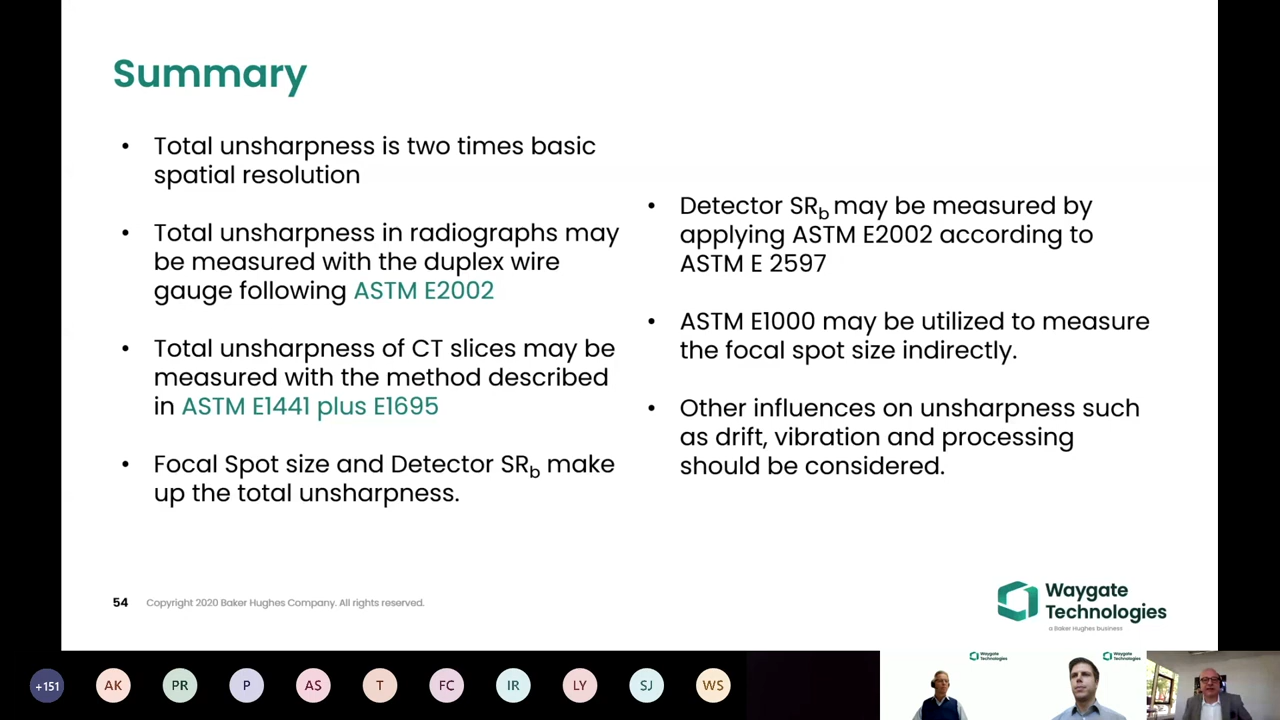 Summary
• Total unsharpness is two times basic
spatial resolution
• Total unsharpness in radiographs may
be measured with the duplex wire
gauge following ASTM E2002
• Total unsharpness of CT slices may be
measured with the method described
in ASTM E1441 plus E1695
• Focal Spot size and Detector SRb make
up the total unsharpness.
• Detector SRb may be measured by
applying ASTM E2002 according to
ASTM E 2597
• ASTM E1000 may be utilized to measure
the focal spot size indirectly.
• Other influences on unsharpness such
as drift, vibration and processing
should be considered.
54 Copyright 2020 Baker Hughes Company. All rights reserved.
Waygate
Technologies
a Baker Hughes business
+151 AK PR P AS T FC IR LY SJ WS
Waygate
Technologies
Waygate
Technologies